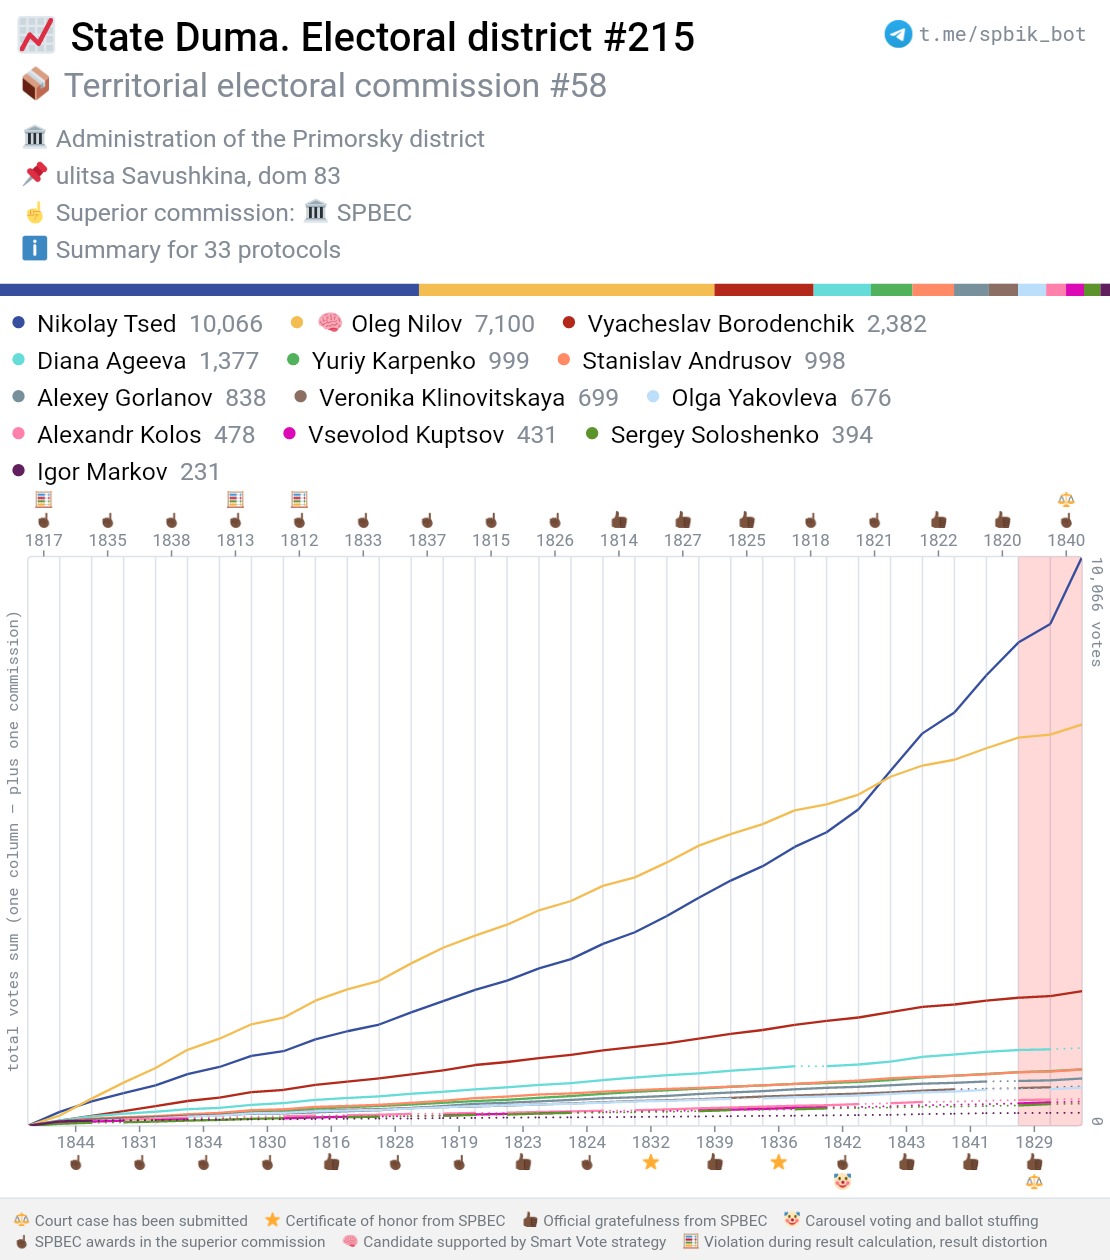 State Duma. Electoral district #215
t.me/spbik_bot
Territorial electoral commission #58
Administration of the Primorsky district
ulitsa Savushkina, dom 83
Superior commission: SPBEC
Summary for 33 protocols
Nikolay Tsed 10,066 Oleg Nilov 7,100 Vyacheslav Borodenchik 2,382
Diana Ageeva 1,377 Yuriy Karpenko 999 Stanislav Andrusov 998
Alexey Gorlanov 838 Veronika Klinovitskaya 699 Olga Yakovleva 676
Alexandr Kolos 478 Vsevolod Kuptsov 431 Sergey Soloshenko 394
Igor Markov 231
1817 1835 1838 1813 1812 1833 1837 1815 1826 1814 1827 1825 1818 1821 1822 1820 1840
10,066 votes
total votes sum (one column – plus one commission)
0
1844 1831 1834 1830 1816 1828 1819 1823 1824 1832 1839 1836 1842 1843 1841 1829
Court case has been submitted Certificate of honor from SPBEC Official gratefulness from SPBEC Carousel voting and ballot stuffing
SPBEC awards in the superior commission Candidate supported by Smart Vote strategy Violation during result calculation, result distortion